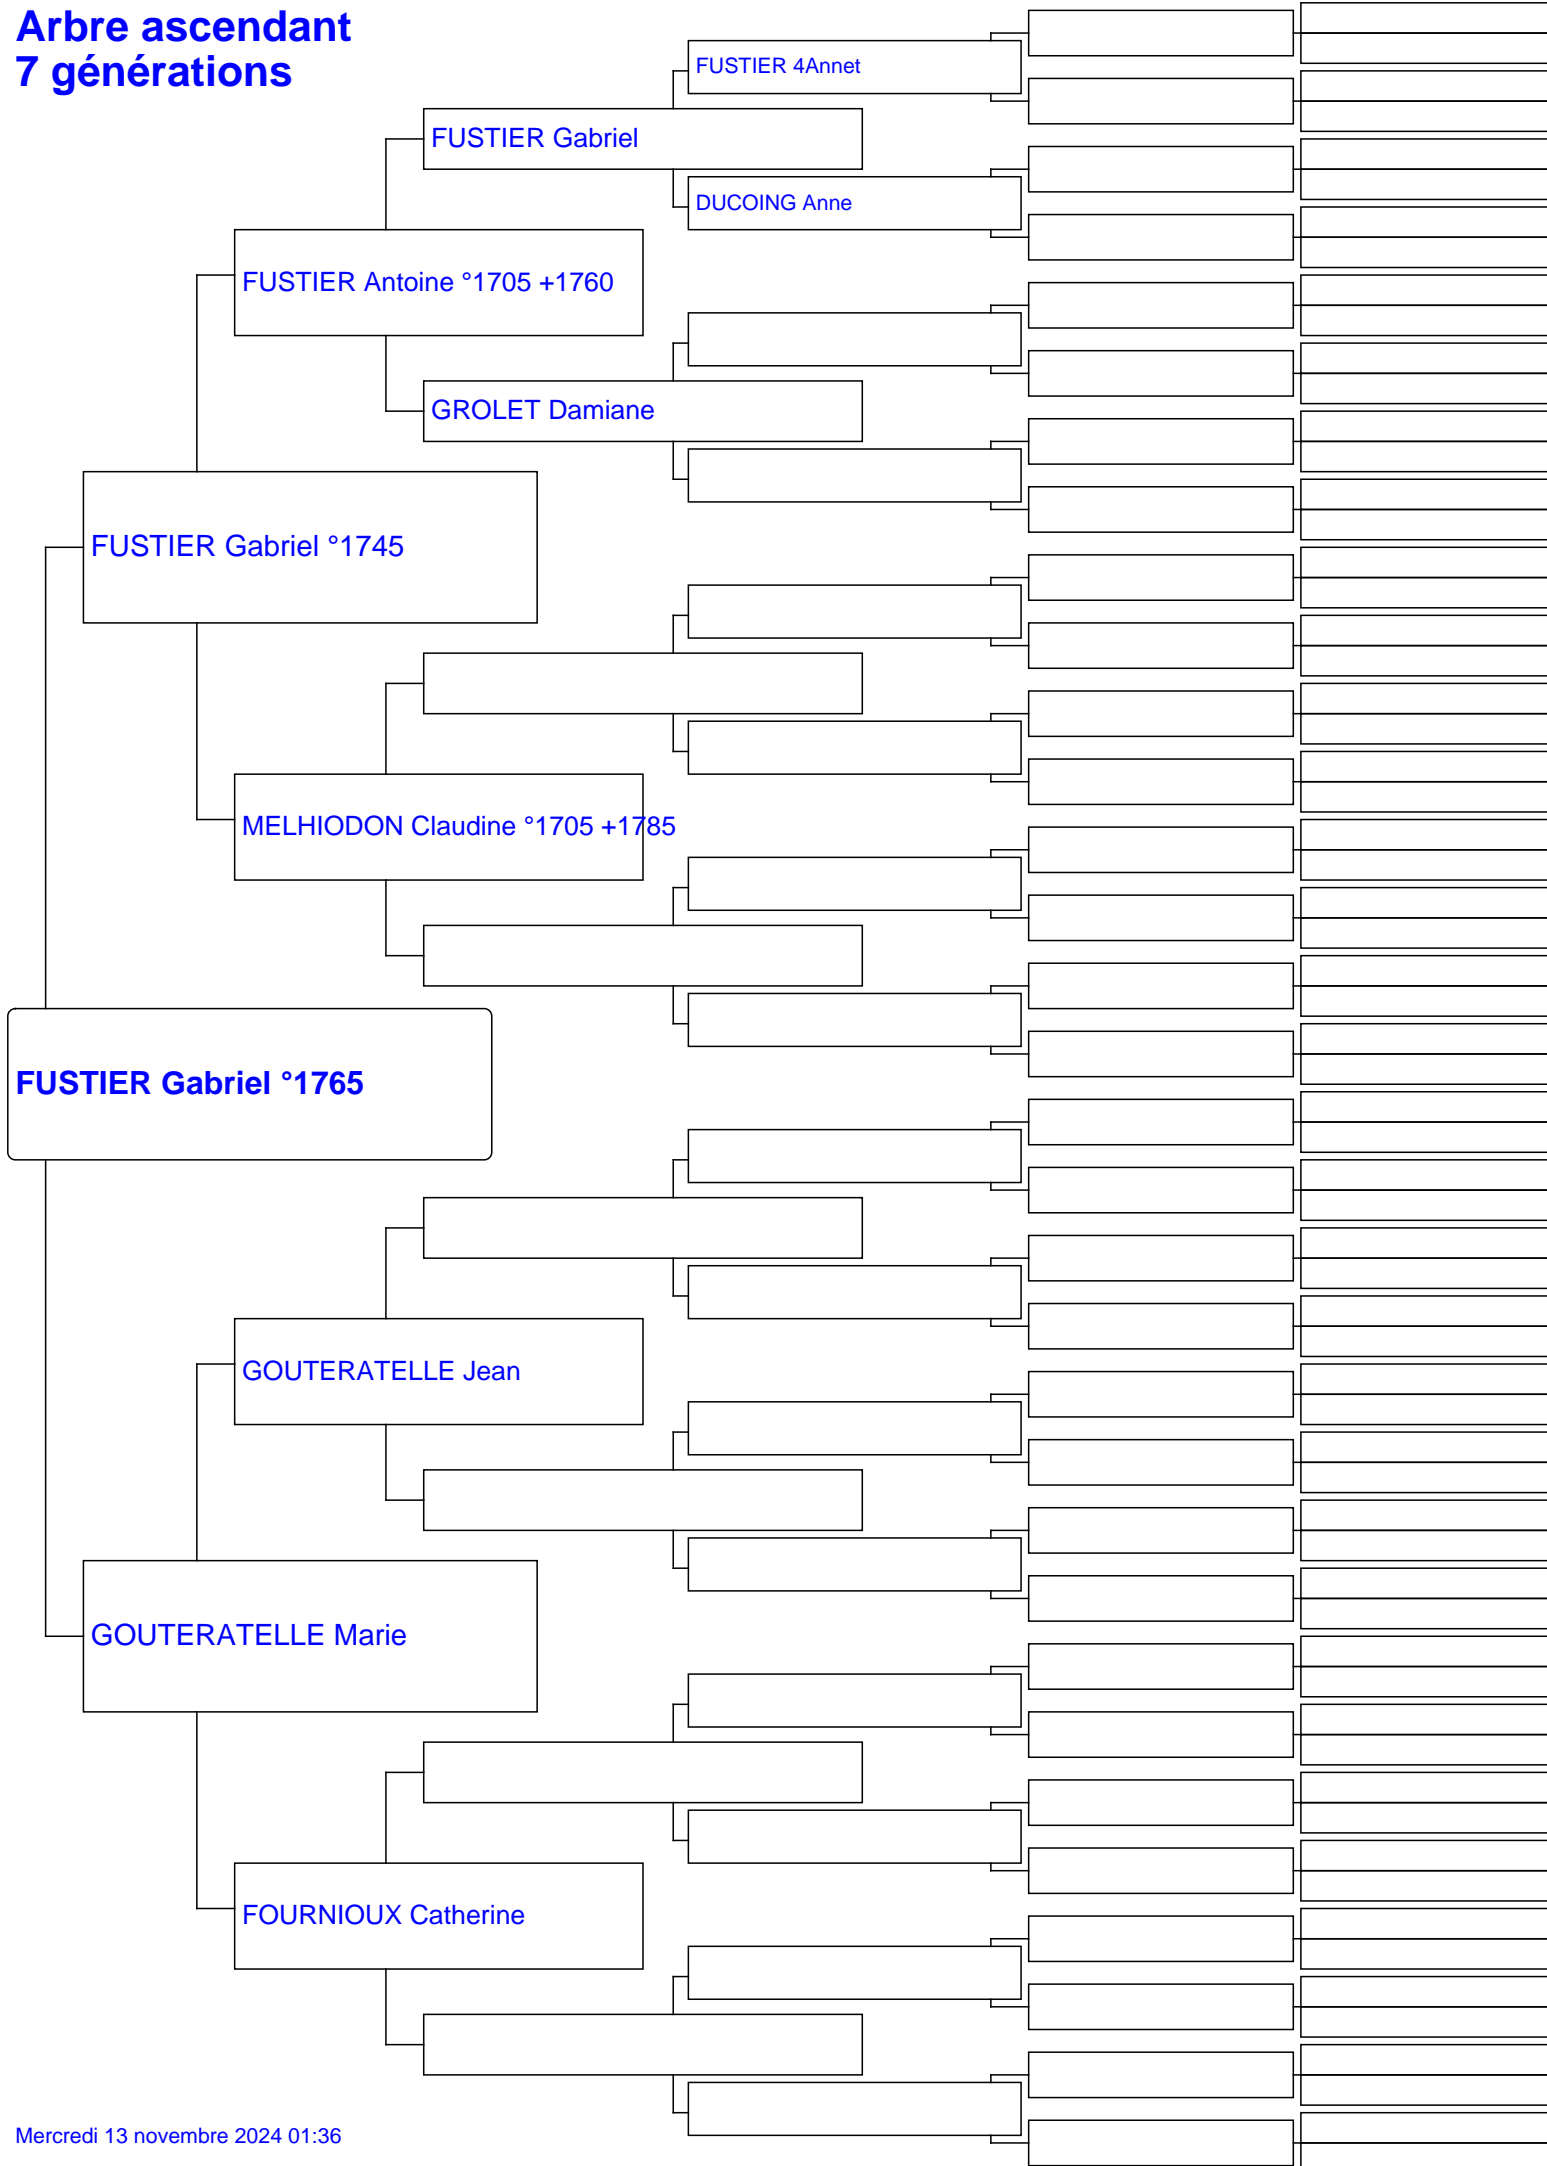 Arbre ascendant
7 générations
FUSTIER 4Annet
FUSTIER Gabriel
DUCOING Anne
FUSTIER Antoine °1705 +1760
GROLET Damiane
FUSTIER Gabriel °1745
MELHIODON Claudine °1705 +1785
FUSTIER Gabriel °1765
GOUTERATELLE Jean
GOUTERATELLE Marie
FOURNIOUX Catherine
Mercredi 13 novembre 2024 01:36